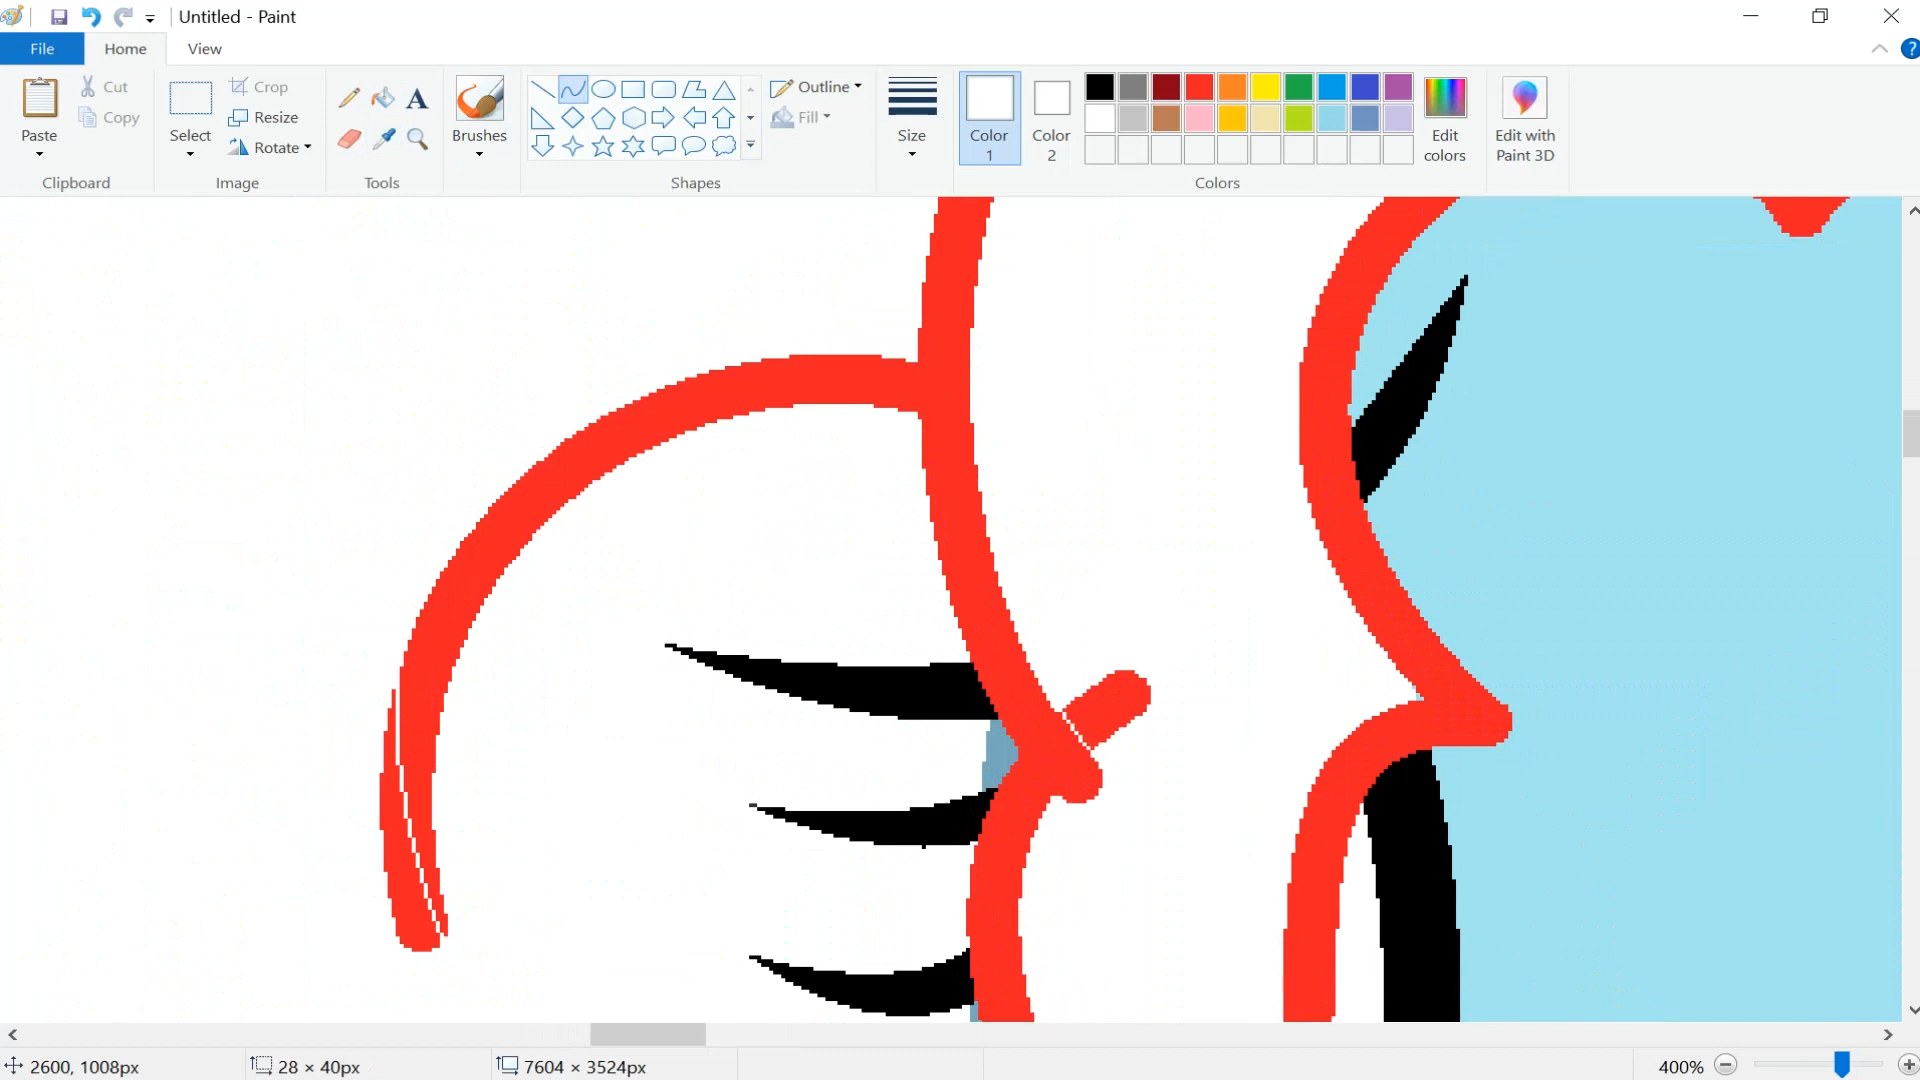 Untitled - Paint
File Home View
Paste
Cut
Copy
Clipboard
Select
Crop
Resize
Rotate
Image
Tools
Brushes
Shapes
Outline
Fill
Size
Color 1
Color 2
Colors
Edit colors
Edit with Paint 3D
2600, 1008px
28 × 40px
7604 × 3524px
400%